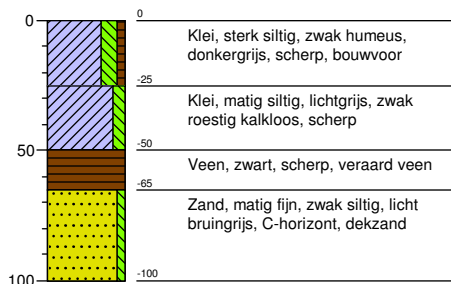 0
0
Klei, sterk siltig, zwak humeus,
donkergrijs, scherp, bouwvoor
-25
Klei, matig siltig, lichtgrijs, zwak
roestig kalkloos, scherp
50
-50
Veen, zwart, scherp, veraard veen
-65
Zand, matig fijn, zwak siltig, licht
bruingrijs, C-horizont, dekzand
100
-100